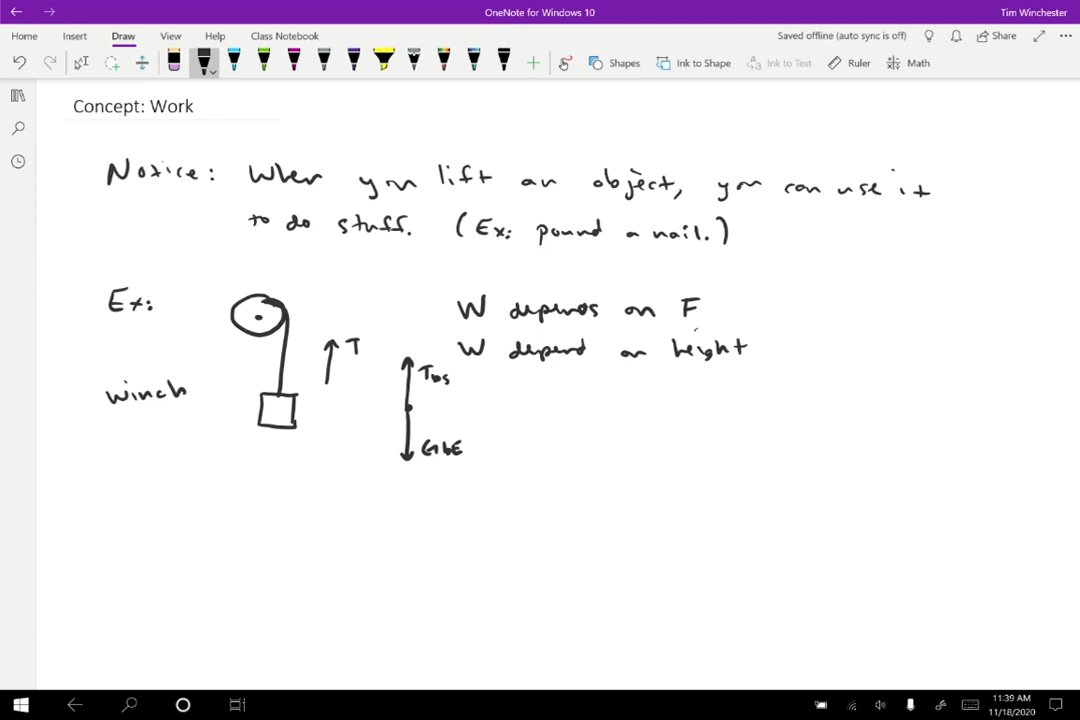 OneNote for Windows 10
Tim Winchester
Home Insert Draw View Help Class Notebook
Saved offline (auto sync is off) Share
Shapes Ink to Shape Ink to Text Ruler Math
Concept: Work
Notice: When you lift an object, you can use it
to do stuff. (Ex: pound a nail.)
Ex:
W depends on F
W depend on height
T
TbS
winch
GbE
11:39 AM
11/18/2020